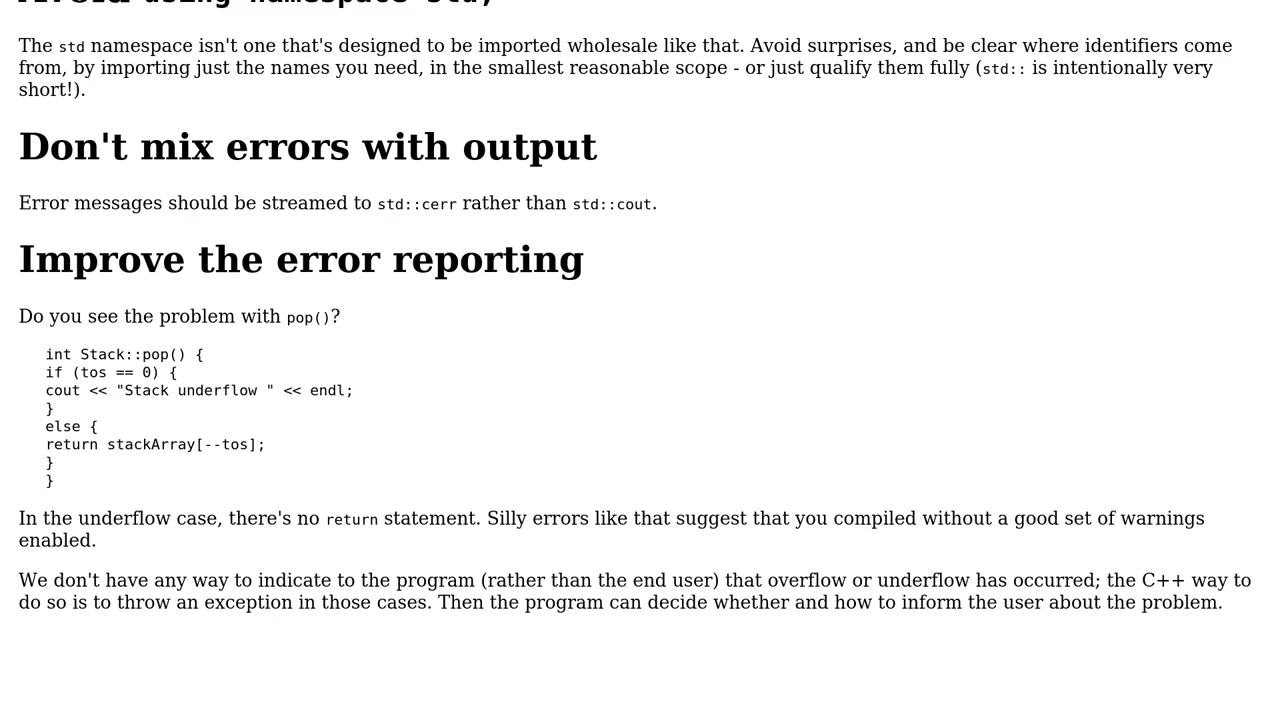 The std namespace isn't one that's designed to be imported wholesale like that. Avoid surprises, and be clear where identifiers come
from, by importing just the names you need, in the smallest reasonable scope - or just qualify them fully (std:: is intentionally very
short!).
Don't mix errors with output
Error messages should be streamed to std::cerr rather than std::cout.
Improve the error reporting
Do you see the problem with pop()?
int Stack::pop() {
if (tos == 0) {
cout << "Stack underflow " << endl;
}
else {
return stackArray[--tos];
}
}
In the underflow case, there's no return statement. Silly errors like that suggest that you compiled without a good set of warnings
enabled.
We don't have any way to indicate to the program (rather than the end user) that overflow or underflow has occurred; the C++ way to
do so is to throw an exception in those cases. Then the program can decide whether and how to inform the user about the problem.